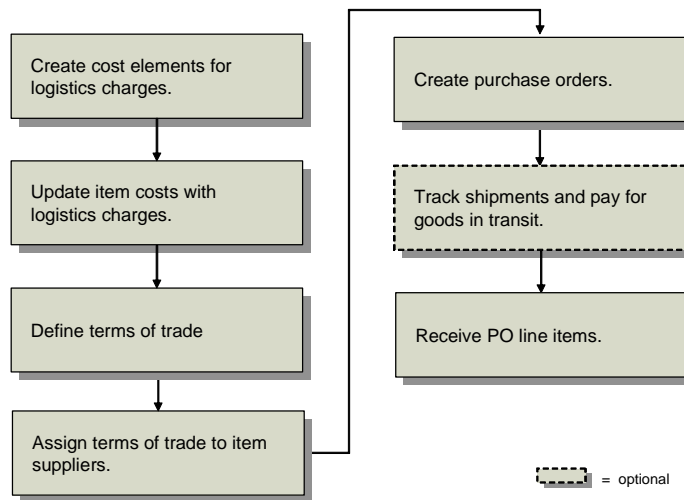 Create cost elements for
logistics charges.
Update item costs with
logistics charges.
Define terms of trade
Assign terms of trade to item
suppliers.
Create purchase orders.
Track shipments and pay for
goods in transit.
Receive PO line items.
= optional